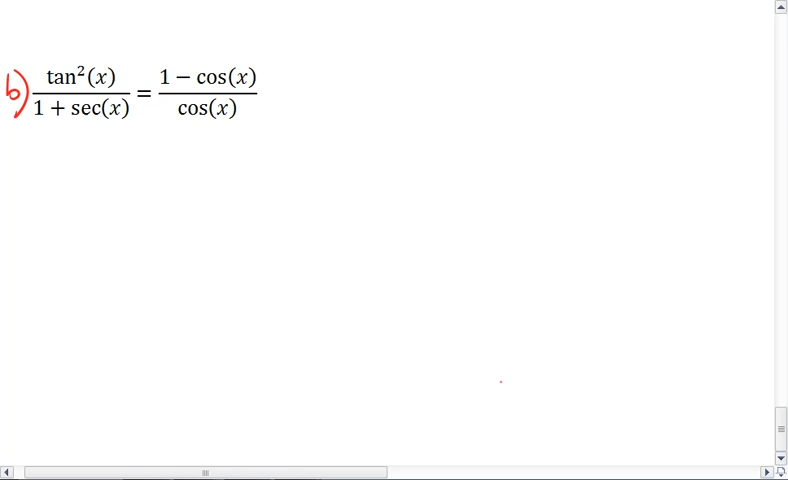 b) tan²(x) / 1 + sec(x) = 1 − cos(x) / cos(x)